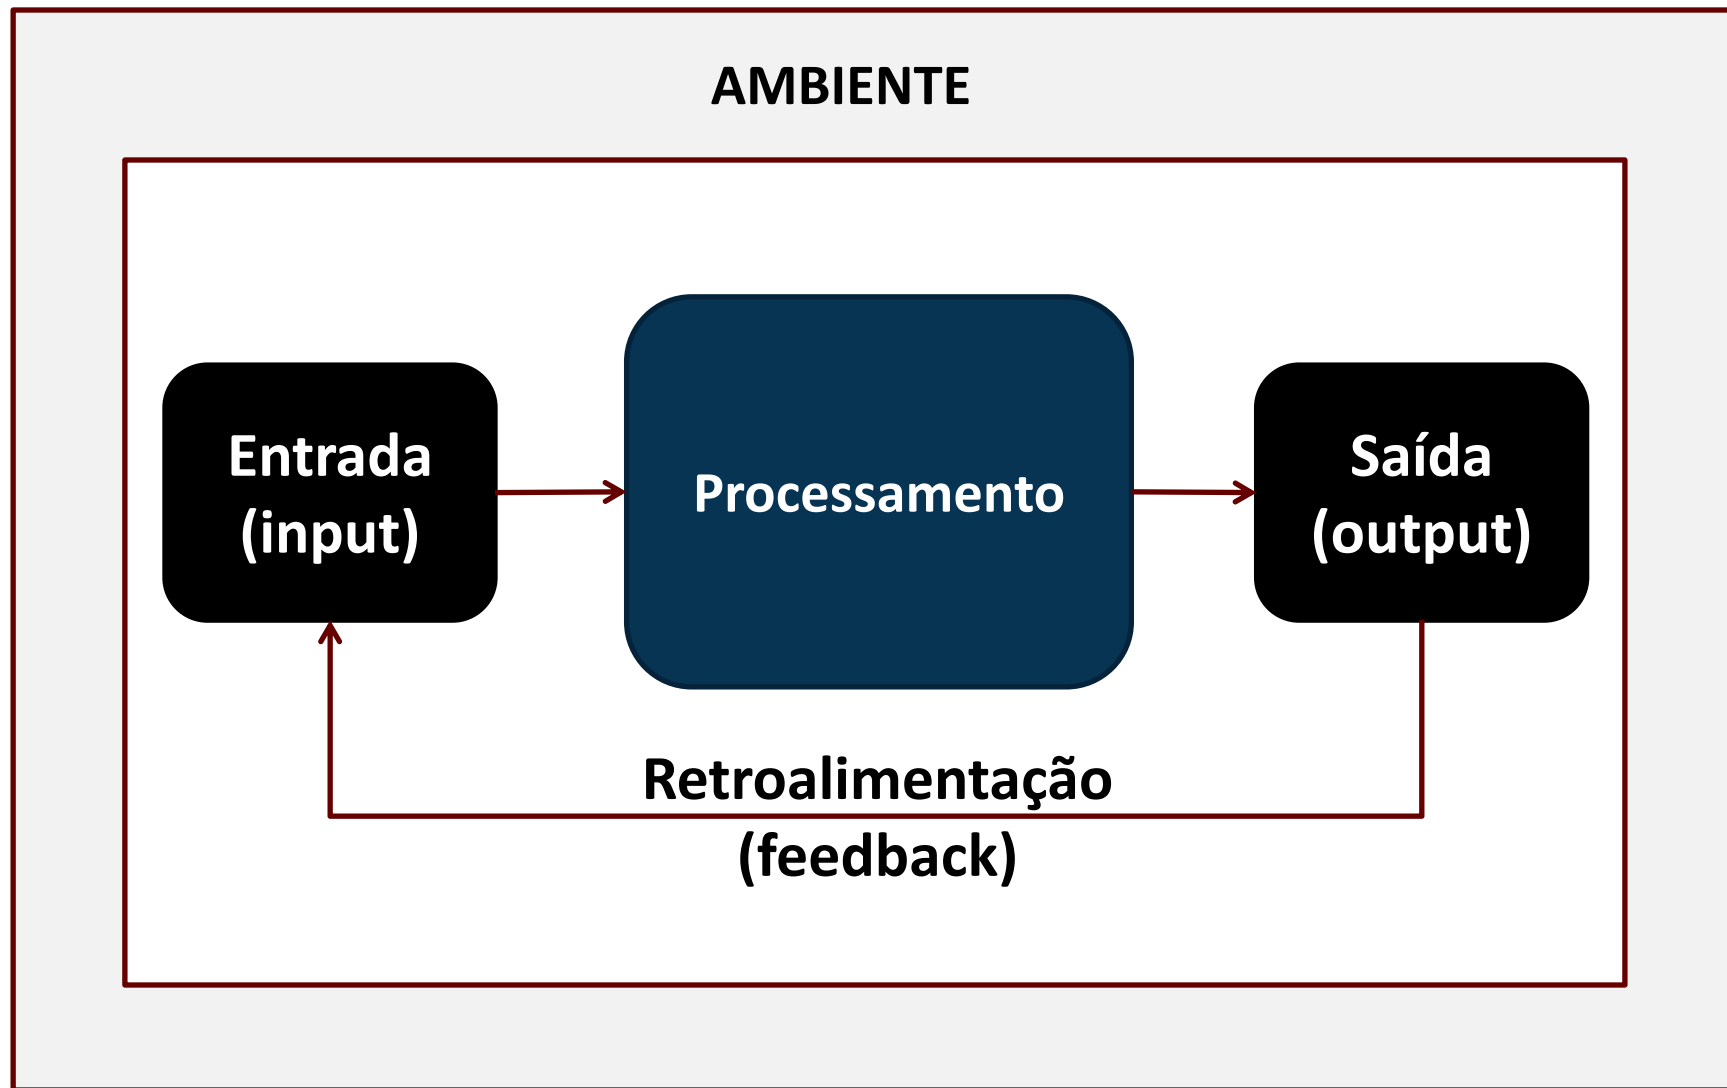 AMBIENTE
Entrada
(input)
Processamento
Saída
(output)
Retroalimentação
(feedback)